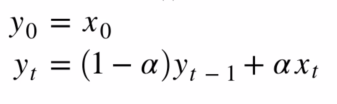 y₀ = x₀
yₜ = (1 − α)yₜ ₋ ₁ + αxₜ